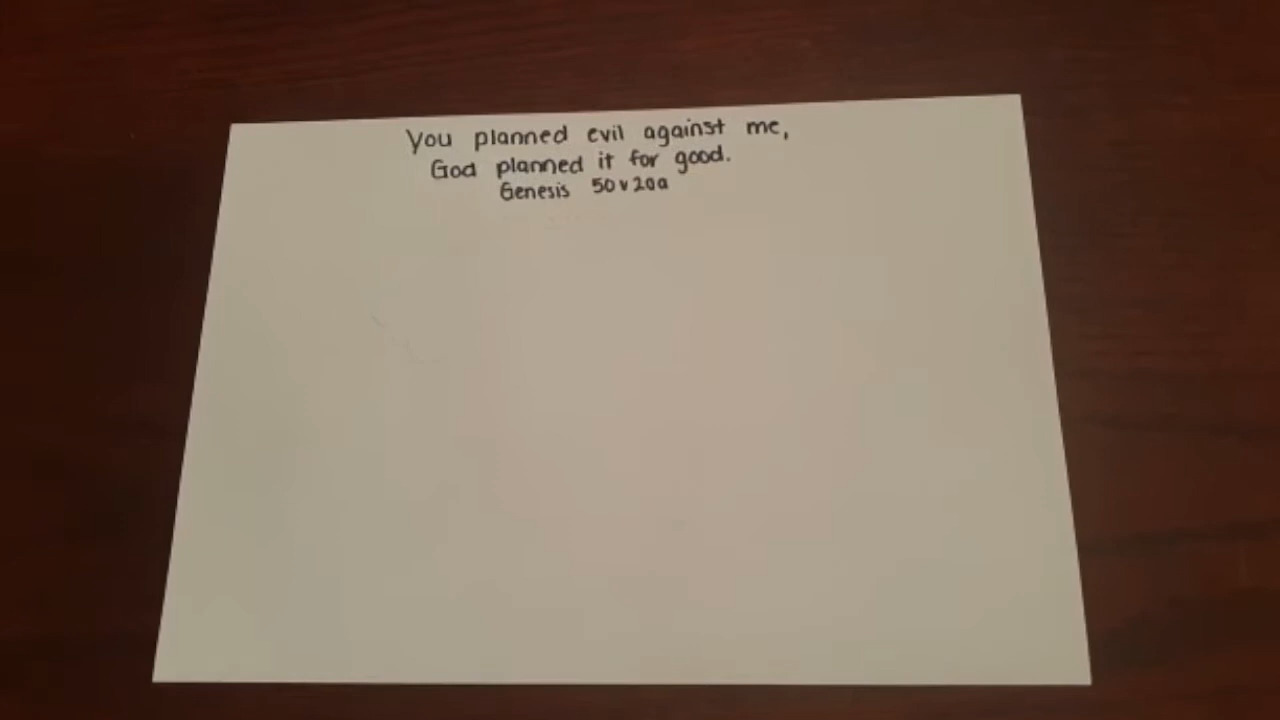 You planned evil against me,
God planned it for good.
Genesis 50v20a